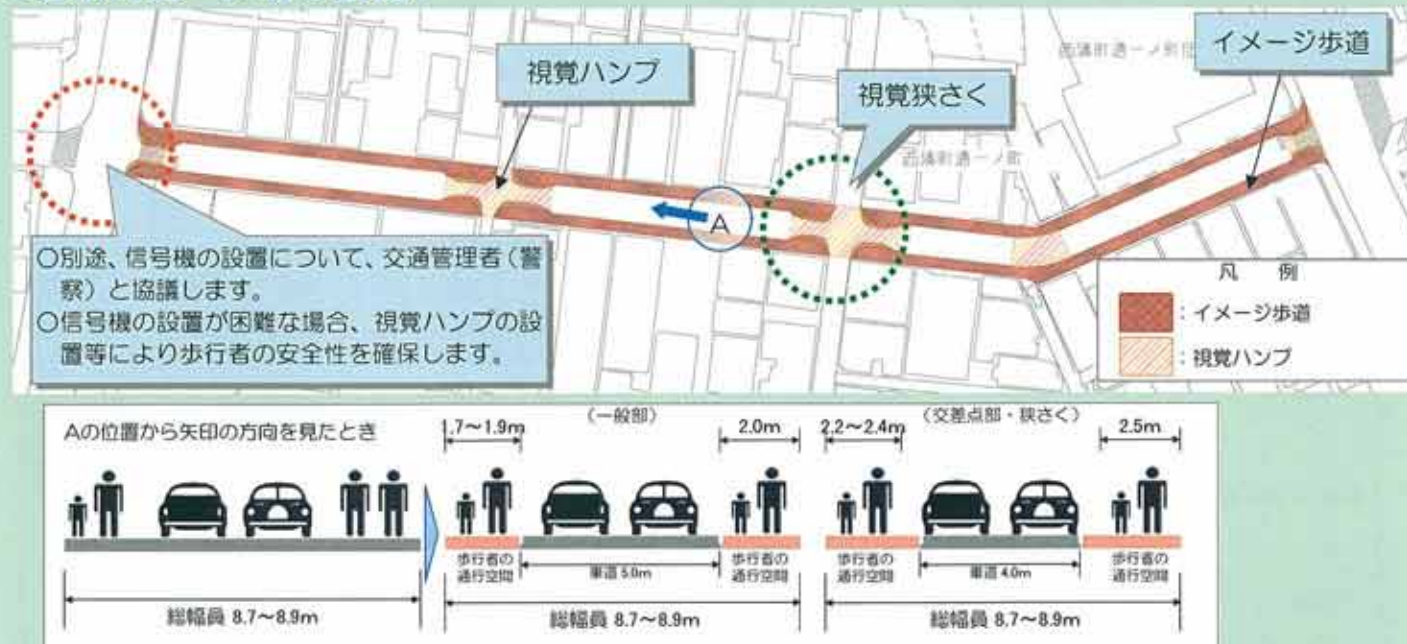 視覚ハンプ
視覚狭さく
イメージ歩道
西蒲町通一ノ町
A
○別途、信号機の設置について、交通管理者(警
察)と協議します。
○信号機の設置が困難な場合、視覚ハンプの設
置等により歩行者の安全性を確保します。
凡 例
:イメージ歩道
:視覚ハンプ
Aの位置から矢印の方向を見たとき
(一般部)
(交差点部・狭さく)
1.7~1.9m
2.0m
2.2~2.4m
2.5m
歩行者の
通行空間
車道 5.0m
歩行者の
通行空間
歩行者の
通行空間
車道 4.0m
歩行者の
通行空間
総幅員 8.7~8.9m
総幅員 8.7~8.9m
総幅員 8.7~8.9m